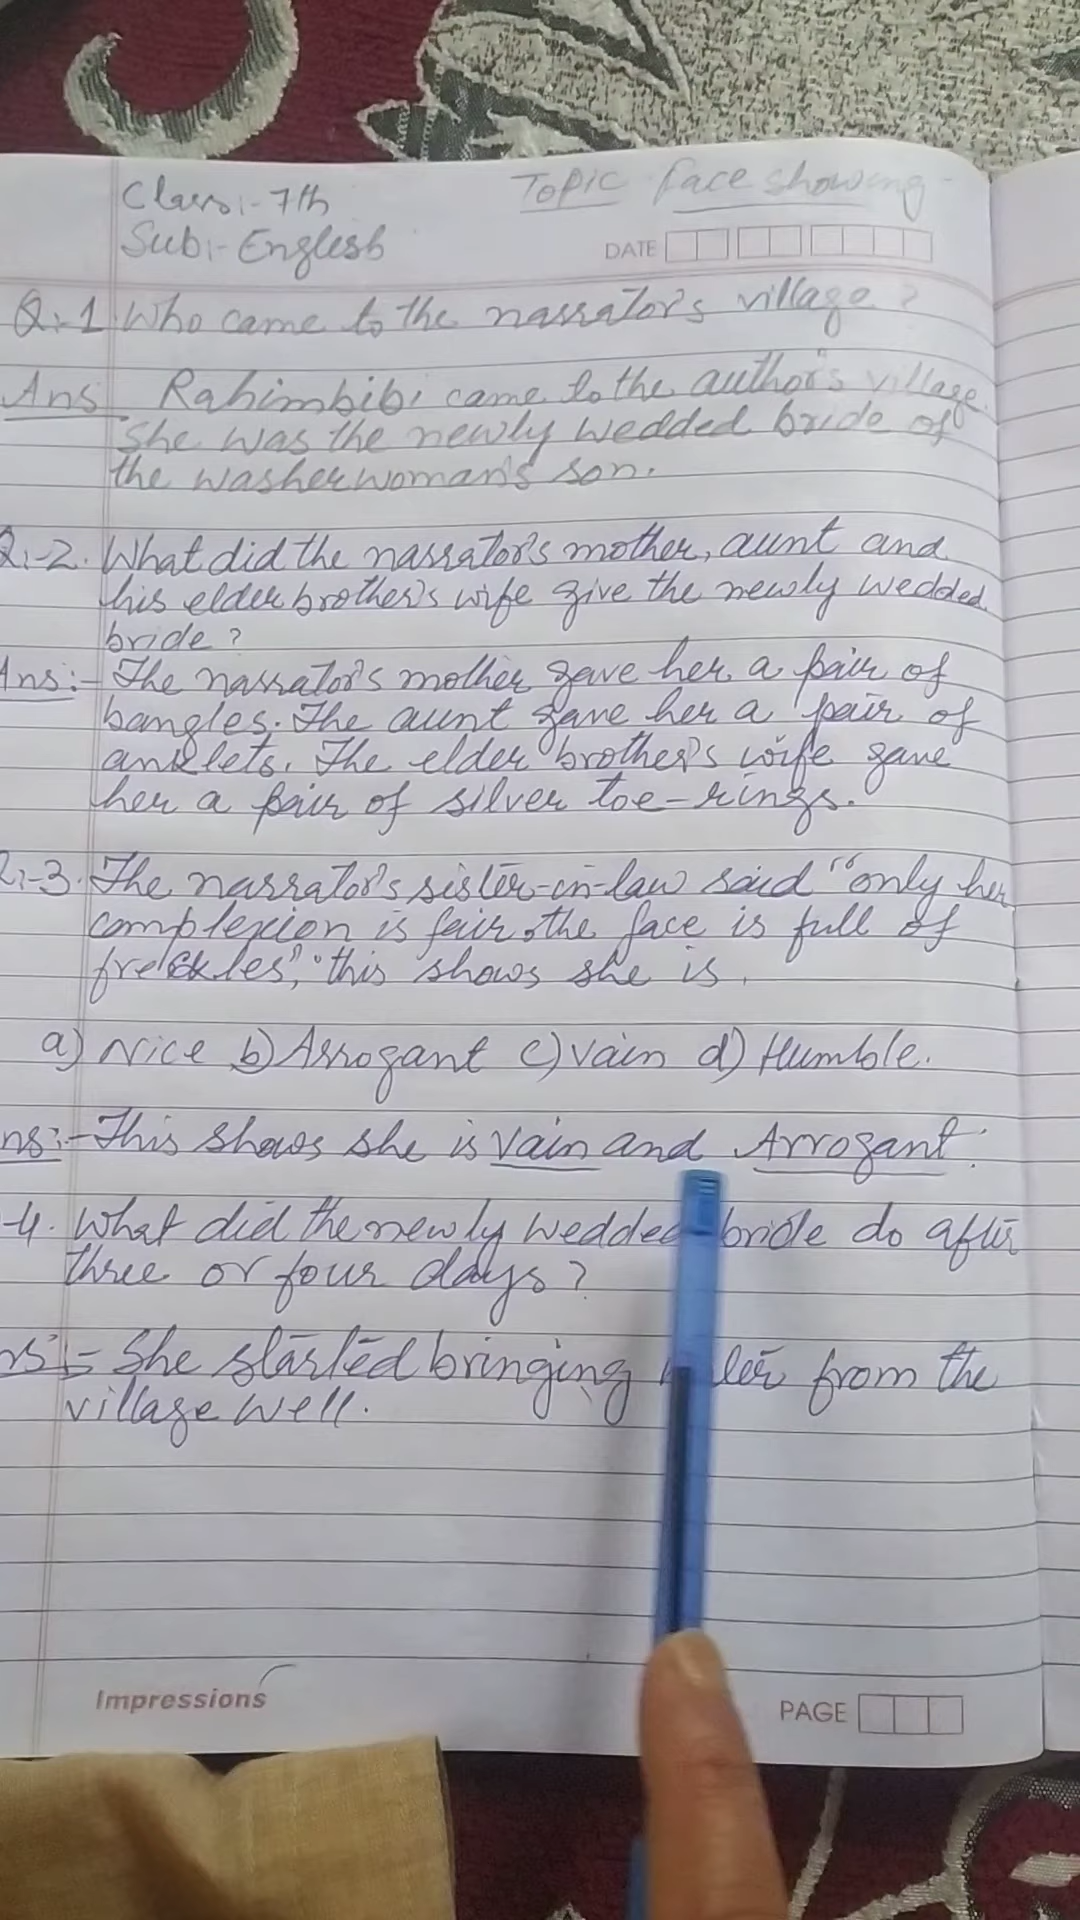 Class:- 7th
Topic face showing
Sub:- English
DATE
Q.1 Who came to the narrator's village?
Ans Rahimbibi came to the author's village.
She was the newly wedded bride of
the washerwoman's son.
Q:-2. What did the narrator's mother, aunt and
his elder brother's wife give the newly wedded
bride?
Ans:- The narrator's mother gave her a pair of
bangles. The aunt gave her a pair of
anklets. The elder brother's wife gave
her a pair of silver toe-rings.
Q:-3. The narrator's sister-in-law said "only her
complexion is fair, the face is full of
freckles", this shows she is.
a) Nice b) Arrogant c) Vain d) Humble.
ns:- This shows she is Vain and Arrogant.
-4. What did the newly wedded bride do after
three or four days?
ns:- She started bringing from the
village well.
Impressions
PAGE